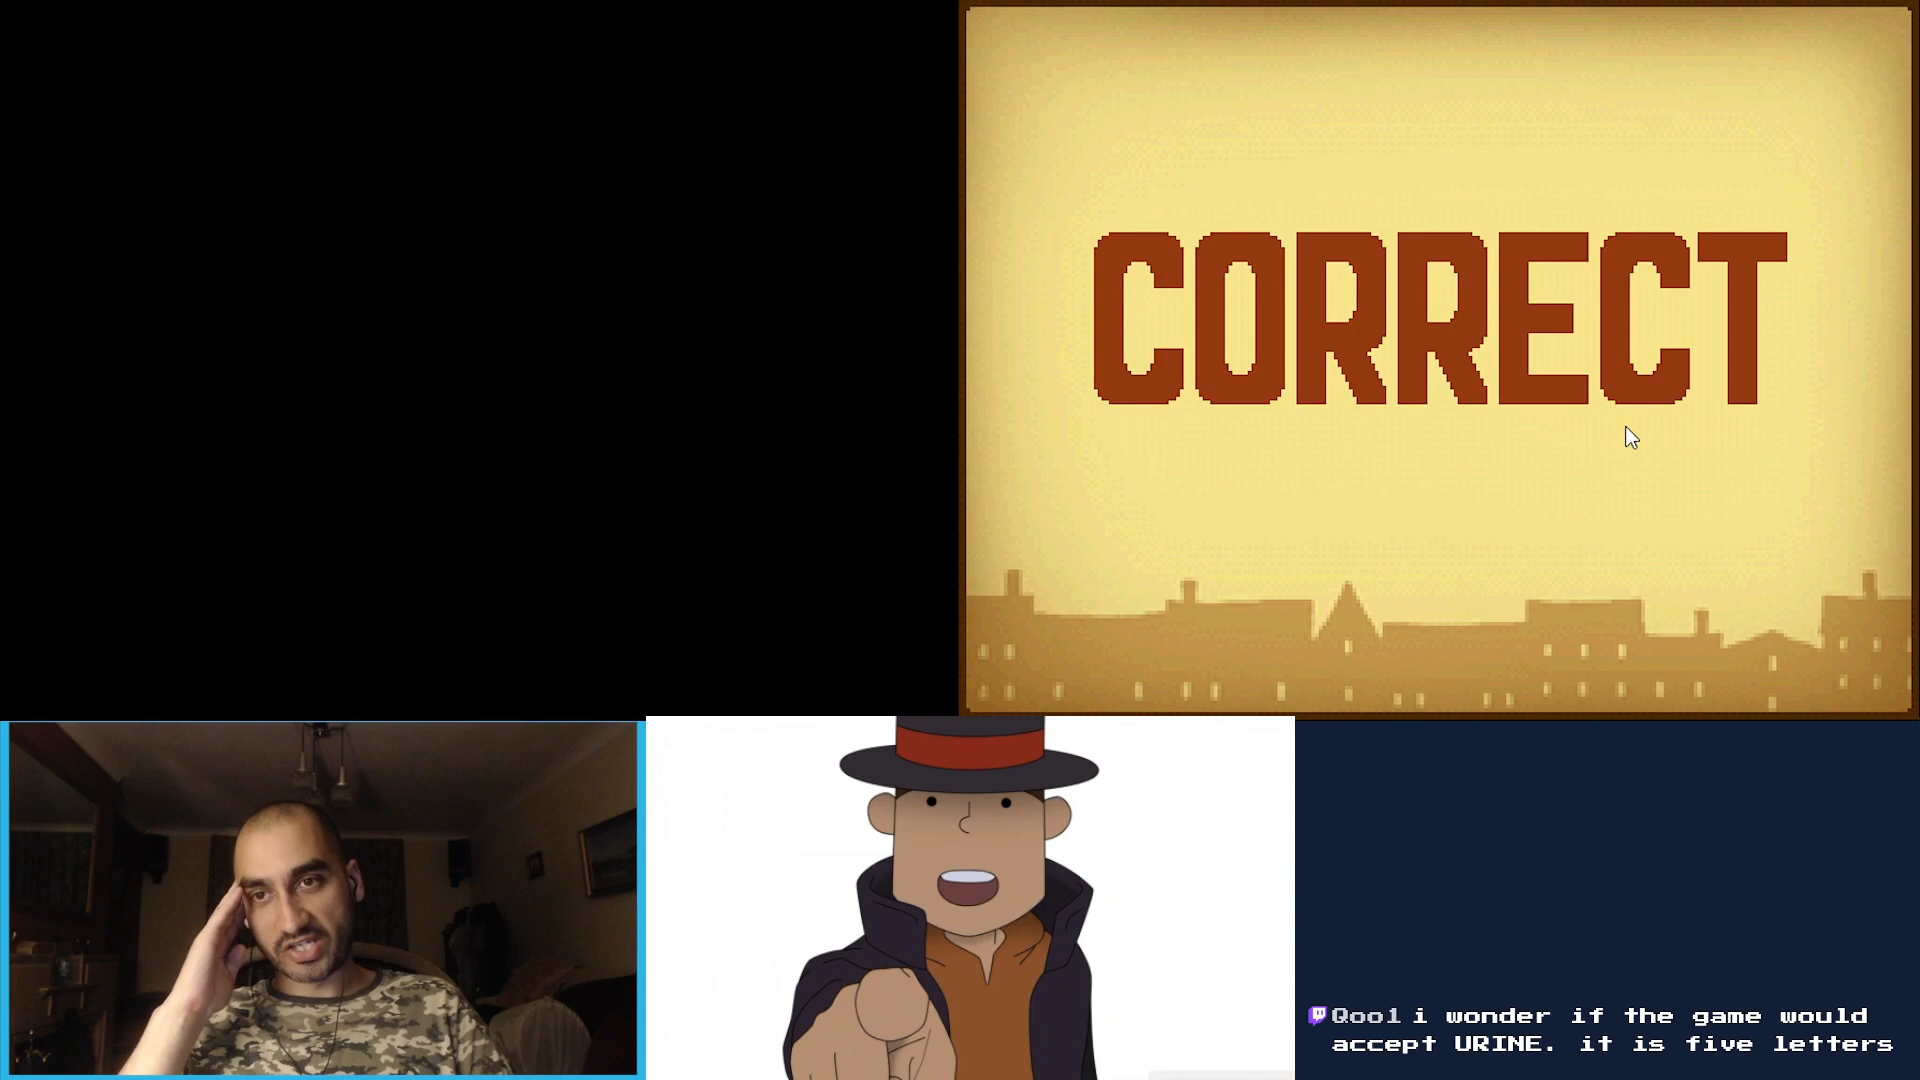 CORRECT
Qool i wonder if the game would
accept URINE. it is five letters